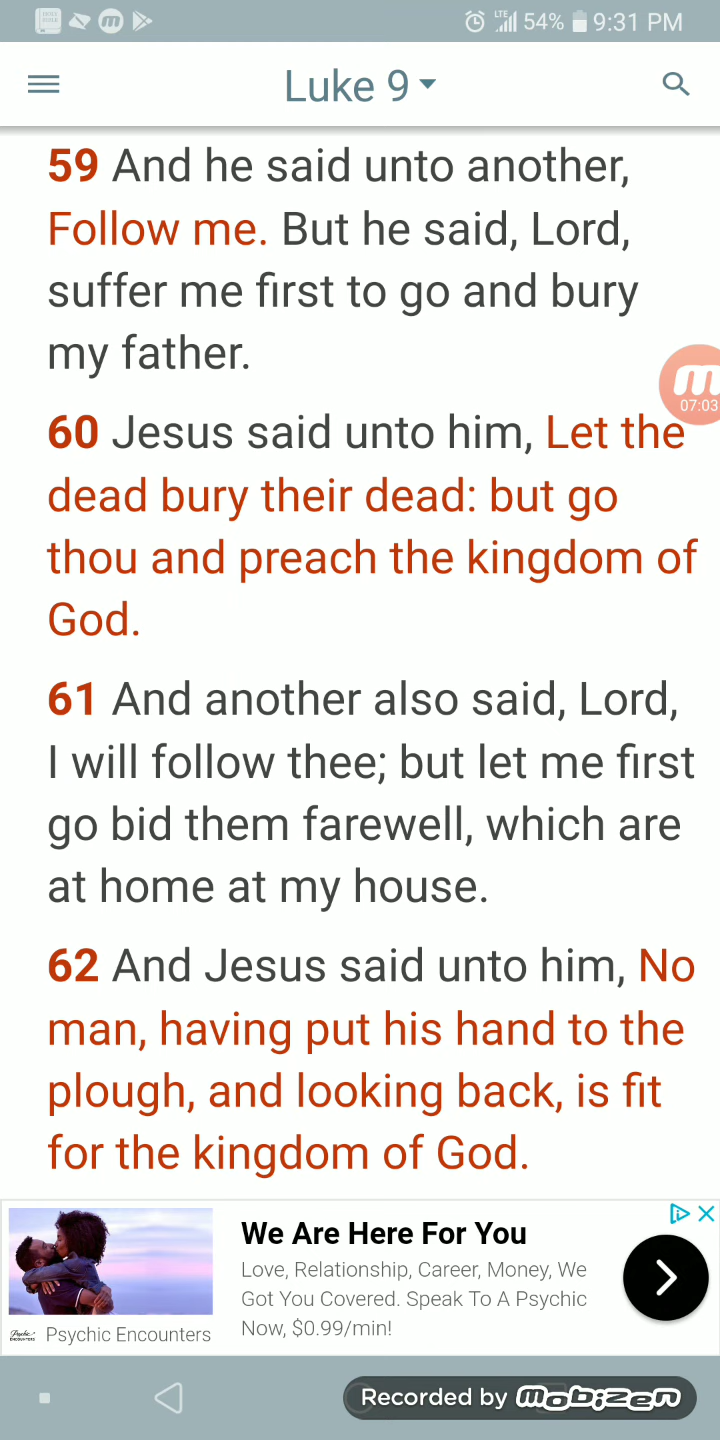 LTE 54% 9:31 PM
Luke 9
59 And he said unto another,
Follow me. But he said, Lord,
suffer me first to go and bury
my father.
07:03
60 Jesus said unto him, Let the
dead bury their dead: but go
thou and preach the kingdom of
God.
61 And another also said, Lord,
I will follow thee; but let me first
go bid them farewell, which are
at home at my house.
62 And Jesus said unto him, No
man, having put his hand to the
plough, and looking back, is fit
for the kingdom of God.
We Are Here For You
Love, Relationship, Career, Money, We
Got You Covered. Speak To A Psychic
Now, $0.99/min!
Psychic Encounters
Recorded by Mobizen